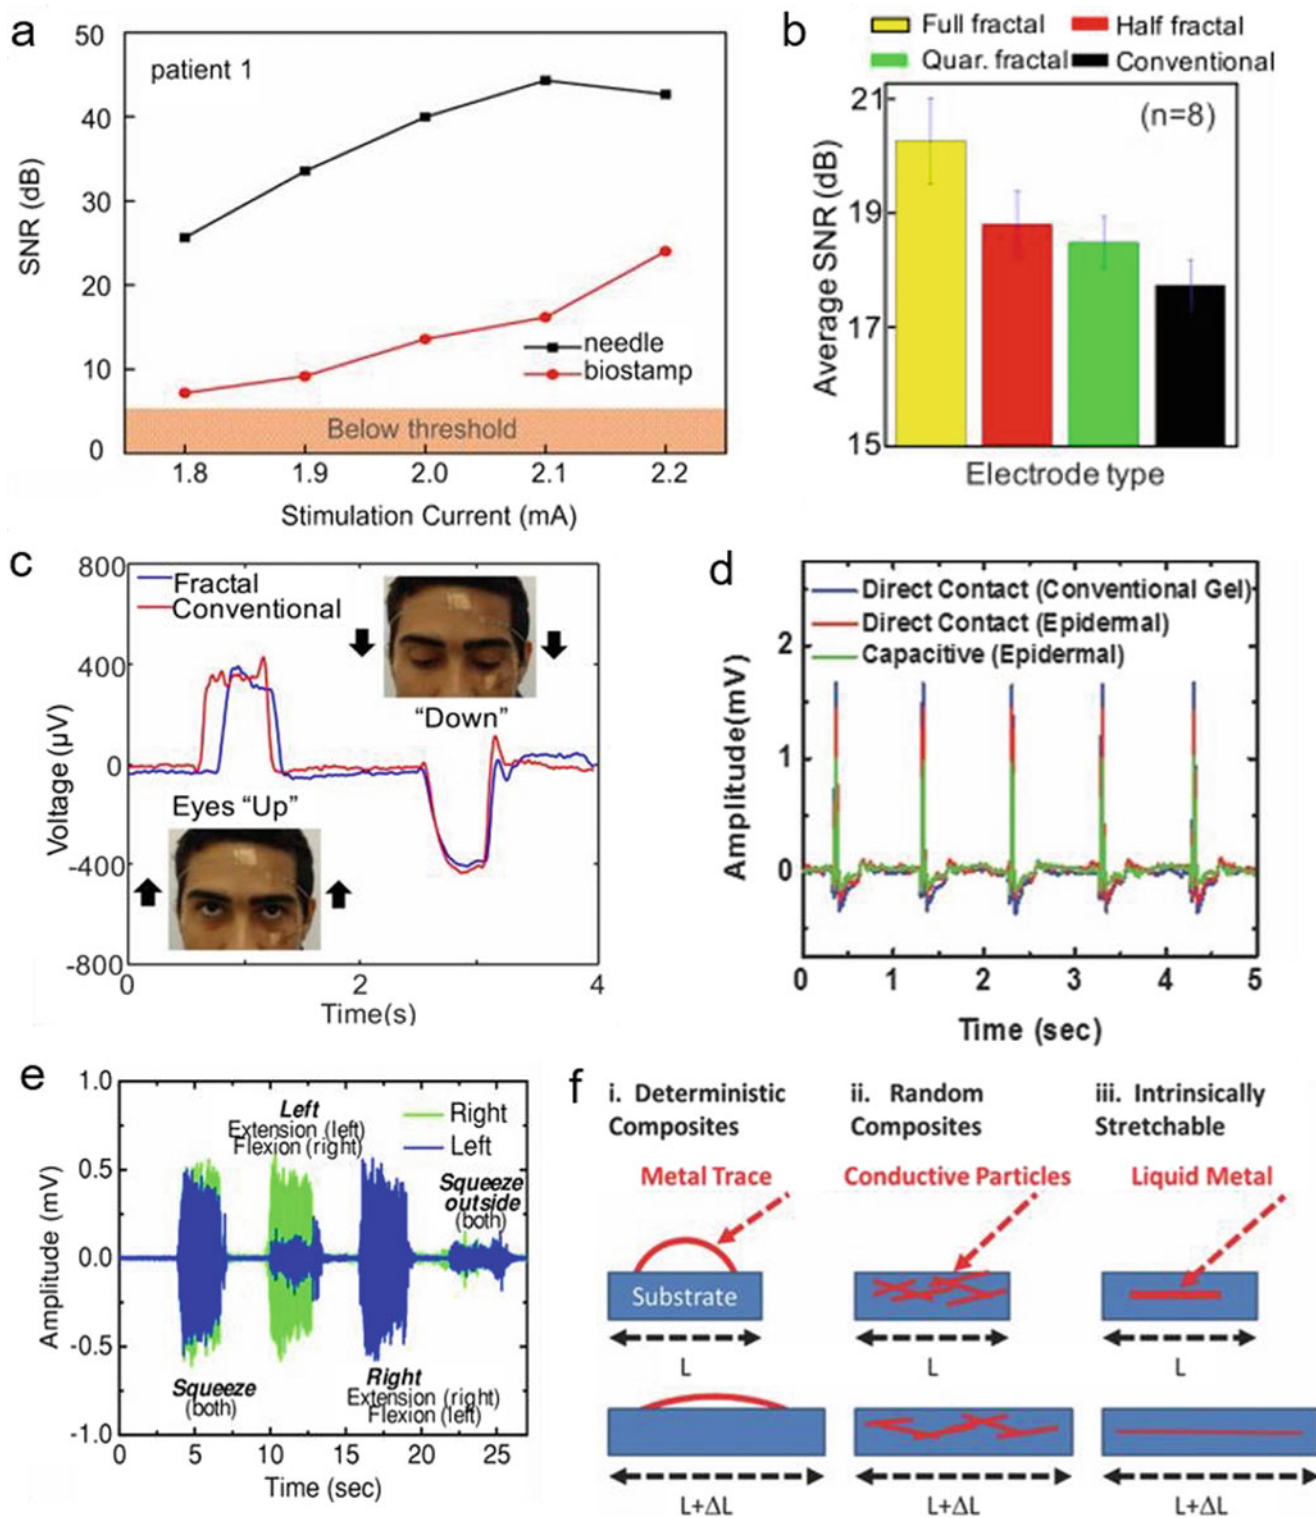 a
50
40
30
20
10
0
SNR (dB)
patient 1
needle
biostamp
Below threshold
1.8 1.9 2.0 2.1 2.2
Stimulation Current (mA)
b
Full fractal Half fractal
Quar. fractal Conventional
21
19
17
15
Average SNR (dB)
(n=8)
Electrode type
c
800
400
0
-400
-800
Voltage (μV)
Fractal
Conventional
"Down"
Eyes "Up"
0 2 4
Time(s)
d
Direct Contact (Conventional Gel)
Direct Contact (Epidermal)
Capacitive (Epidermal)
2
1
0
Amplitude(mV)
0 1 2 3 4 5
Time (sec)
e
1.0
0.5
0.0
-0.5
-1.0
Amplitude (mV)
Left
Extension (left)
Flexion (right)
Right
Left
Squeeze
outside
(both)
Squeeze
(both)
Right
Extension (right)
Flexion (left)
0 5 10 15 20 25
Time (sec)
f
i. Deterministic
Composites
Metal Trace
Substrate
L
L+ΔL
ii. Random
Composites
Conductive Particles
L
L+ΔL
iii. Intrinsically
Stretchable
Liquid Metal
L
L+ΔL